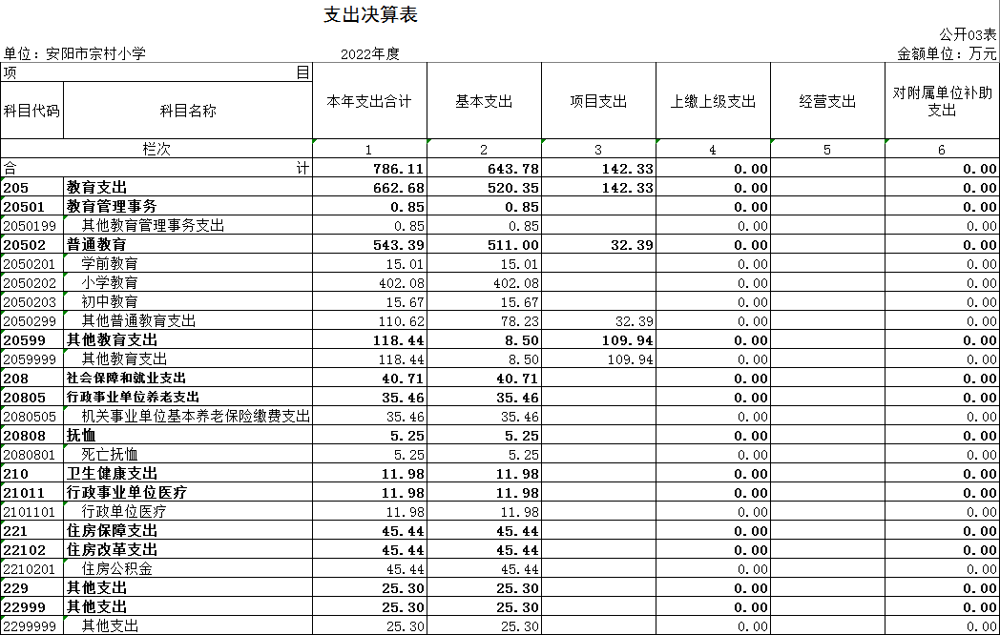 支出决算表
公开03表
单位：安阳市宗村小学 2022年度 金额单位：万元
项 目 本年支出合计 基本支出 项目支出 上缴上级支出 经营支出 对附属单位补助支出
科目代码 科目名称
栏次 1 2 3 4 5 6
合 计 786.11 643.78 142.33 0.00 0.00
205 教育支出 662.68 520.35 142.33 0.00 0.00
20501 教育管理事务 0.85 0.85 0.00 0.00
2050199 其他教育管理事务支出 0.85 0.85 0.00 0.00
20502 普通教育 543.39 511.00 32.39 0.00 0.00
2050201 学前教育 15.01 15.01 0.00 0.00
2050202 小学教育 402.08 402.08 0.00 0.00
2050203 初中教育 15.67 15.67 0.00 0.00
2050299 其他普通教育支出 110.62 78.23 32.39 0.00 0.00
20599 其他教育支出 118.44 8.50 109.94 0.00 0.00
2059999 其他教育支出 118.44 8.50 109.94 0.00 0.00
208 社会保障和就业支出 40.71 40.71 0.00 0.00
20805 行政事业单位养老支出 35.46 35.46 0.00 0.00
2080505 机关事业单位基本养老保险缴费支出 35.46 35.46 0.00 0.00
20808 抚恤 5.25 5.25 0.00 0.00
2080801 死亡抚恤 5.25 5.25 0.00 0.00
210 卫生健康支出 11.98 11.98 0.00 0.00
21011 行政事业单位医疗 11.98 11.98 0.00 0.00
2101101 行政单位医疗 11.98 11.98 0.00 0.00
221 住房保障支出 45.44 45.44 0.00 0.00
22102 住房改革支出 45.44 45.44 0.00 0.00
2210201 住房公积金 45.44 45.44 0.00 0.00
229 其他支出 25.30 25.30 0.00 0.00
22999 其他支出 25.30 25.30 0.00 0.00
2299999 其他支出 25.30 25.30 0.00 0.00